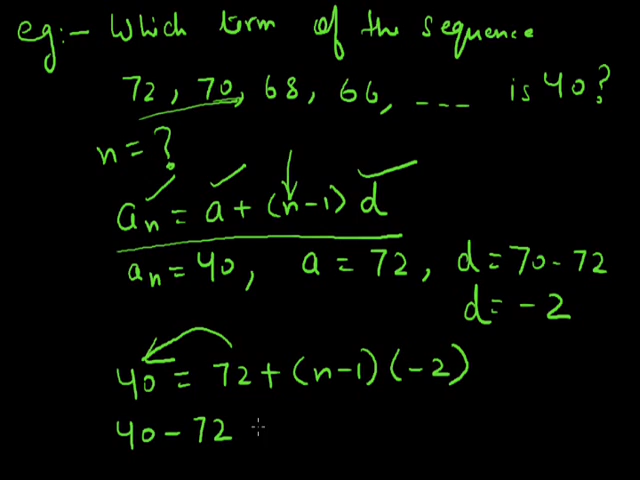 eg:- Which term of the sequence
72, 70, 68, 66, --- is 40?
n = ?
aₙ = a + (n-1) d
aₙ = 40, a = 72, d = 70 - 72
d = -2
40 = 72 + (n-1) (-2)
40 - 72